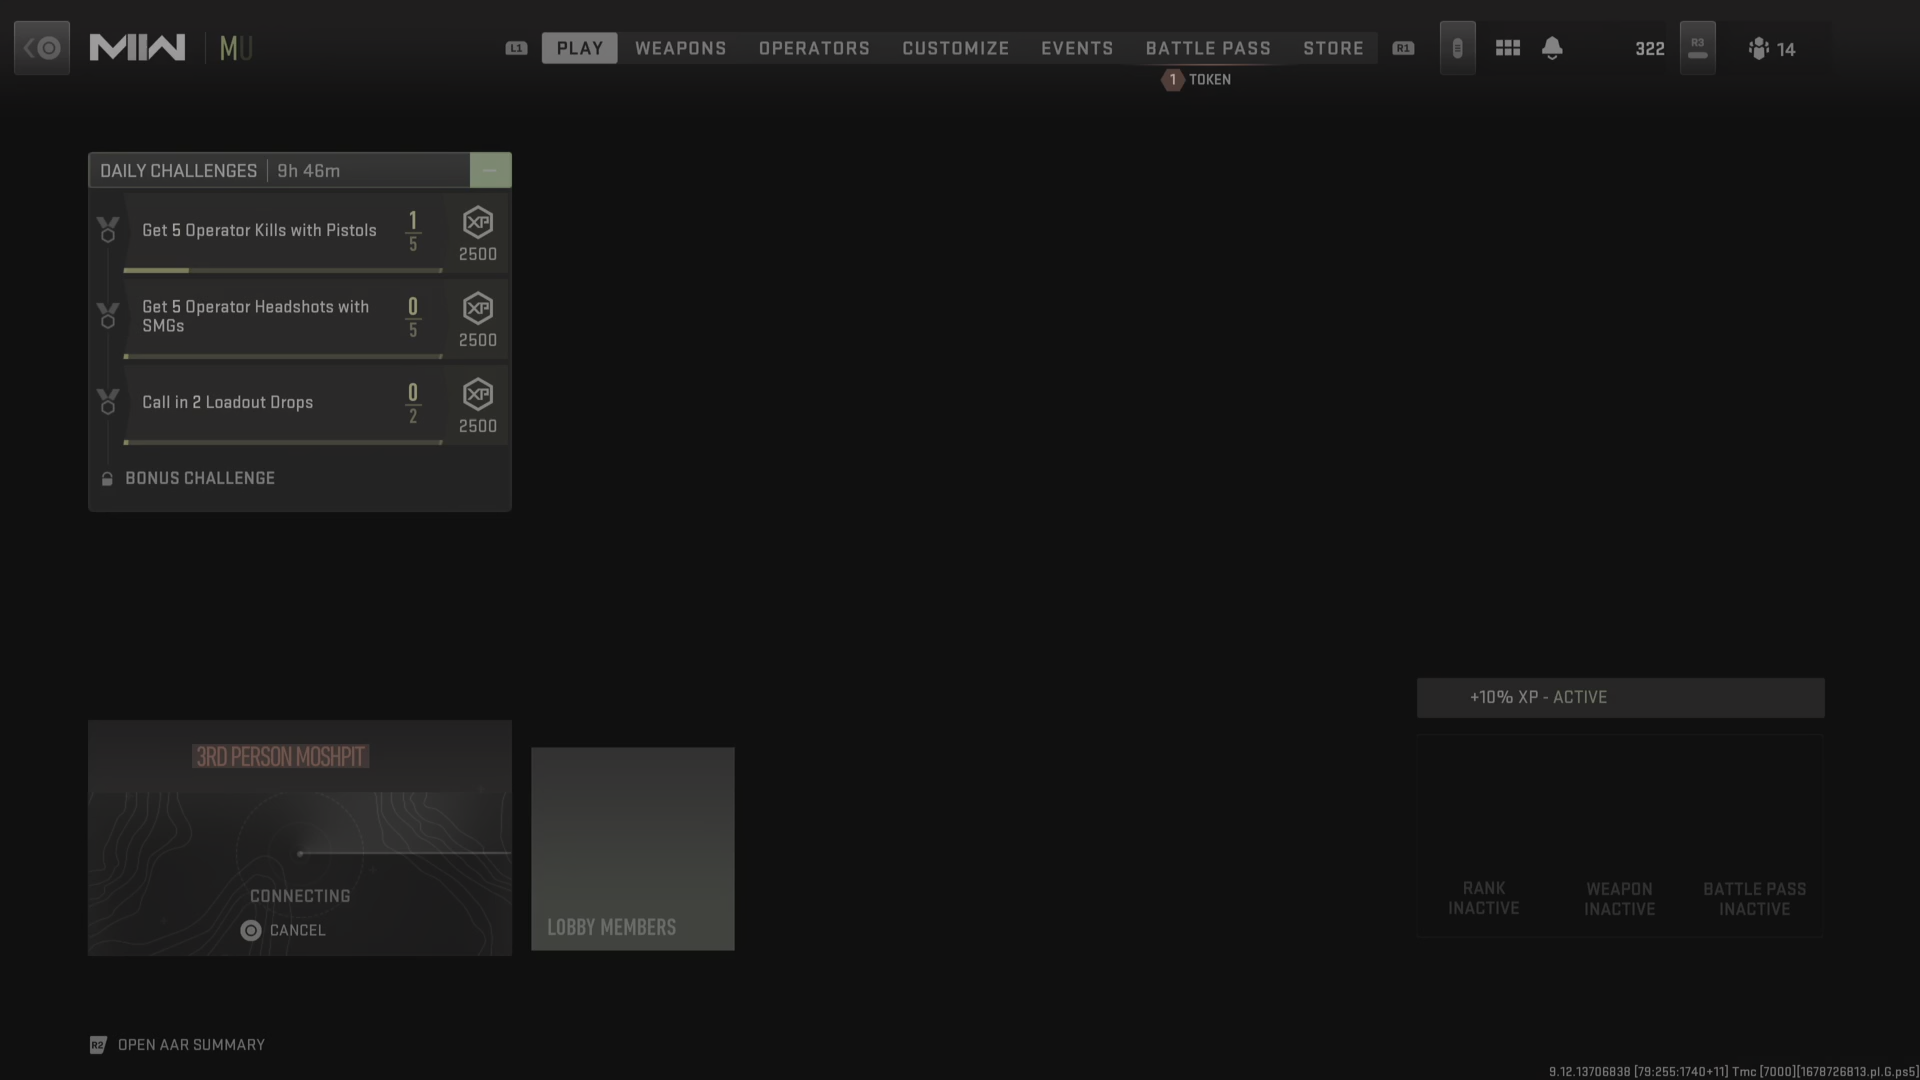 MW MU
L1 PLAY WEAPONS OPERATORS CUSTOMIZE EVENTS BATTLE PASS STORE R1 322 R3 14
1 TOKEN
DAILY CHALLENGES 9h 46m
Get 5 Operator Kills with Pistols 1/5 XP 2500
Get 5 Operator Headshots with
SMGs 0/5 XP 2500
Call in 2 Loadout Drops 0/2 XP 2500
BONUS CHALLENGE
+10% XP - ACTIVE
3RD PERSON MOSHPIT
CONNECTING
CANCEL
LOBBY MEMBERS
RANK
INACTIVE
WEAPON
INACTIVE
BATTLE PASS
INACTIVE
R2 OPEN AAR SUMMARY
9.12.13706838 [79:255:1740+11] Tmc [7000][1678726813.pl.G.ps5]